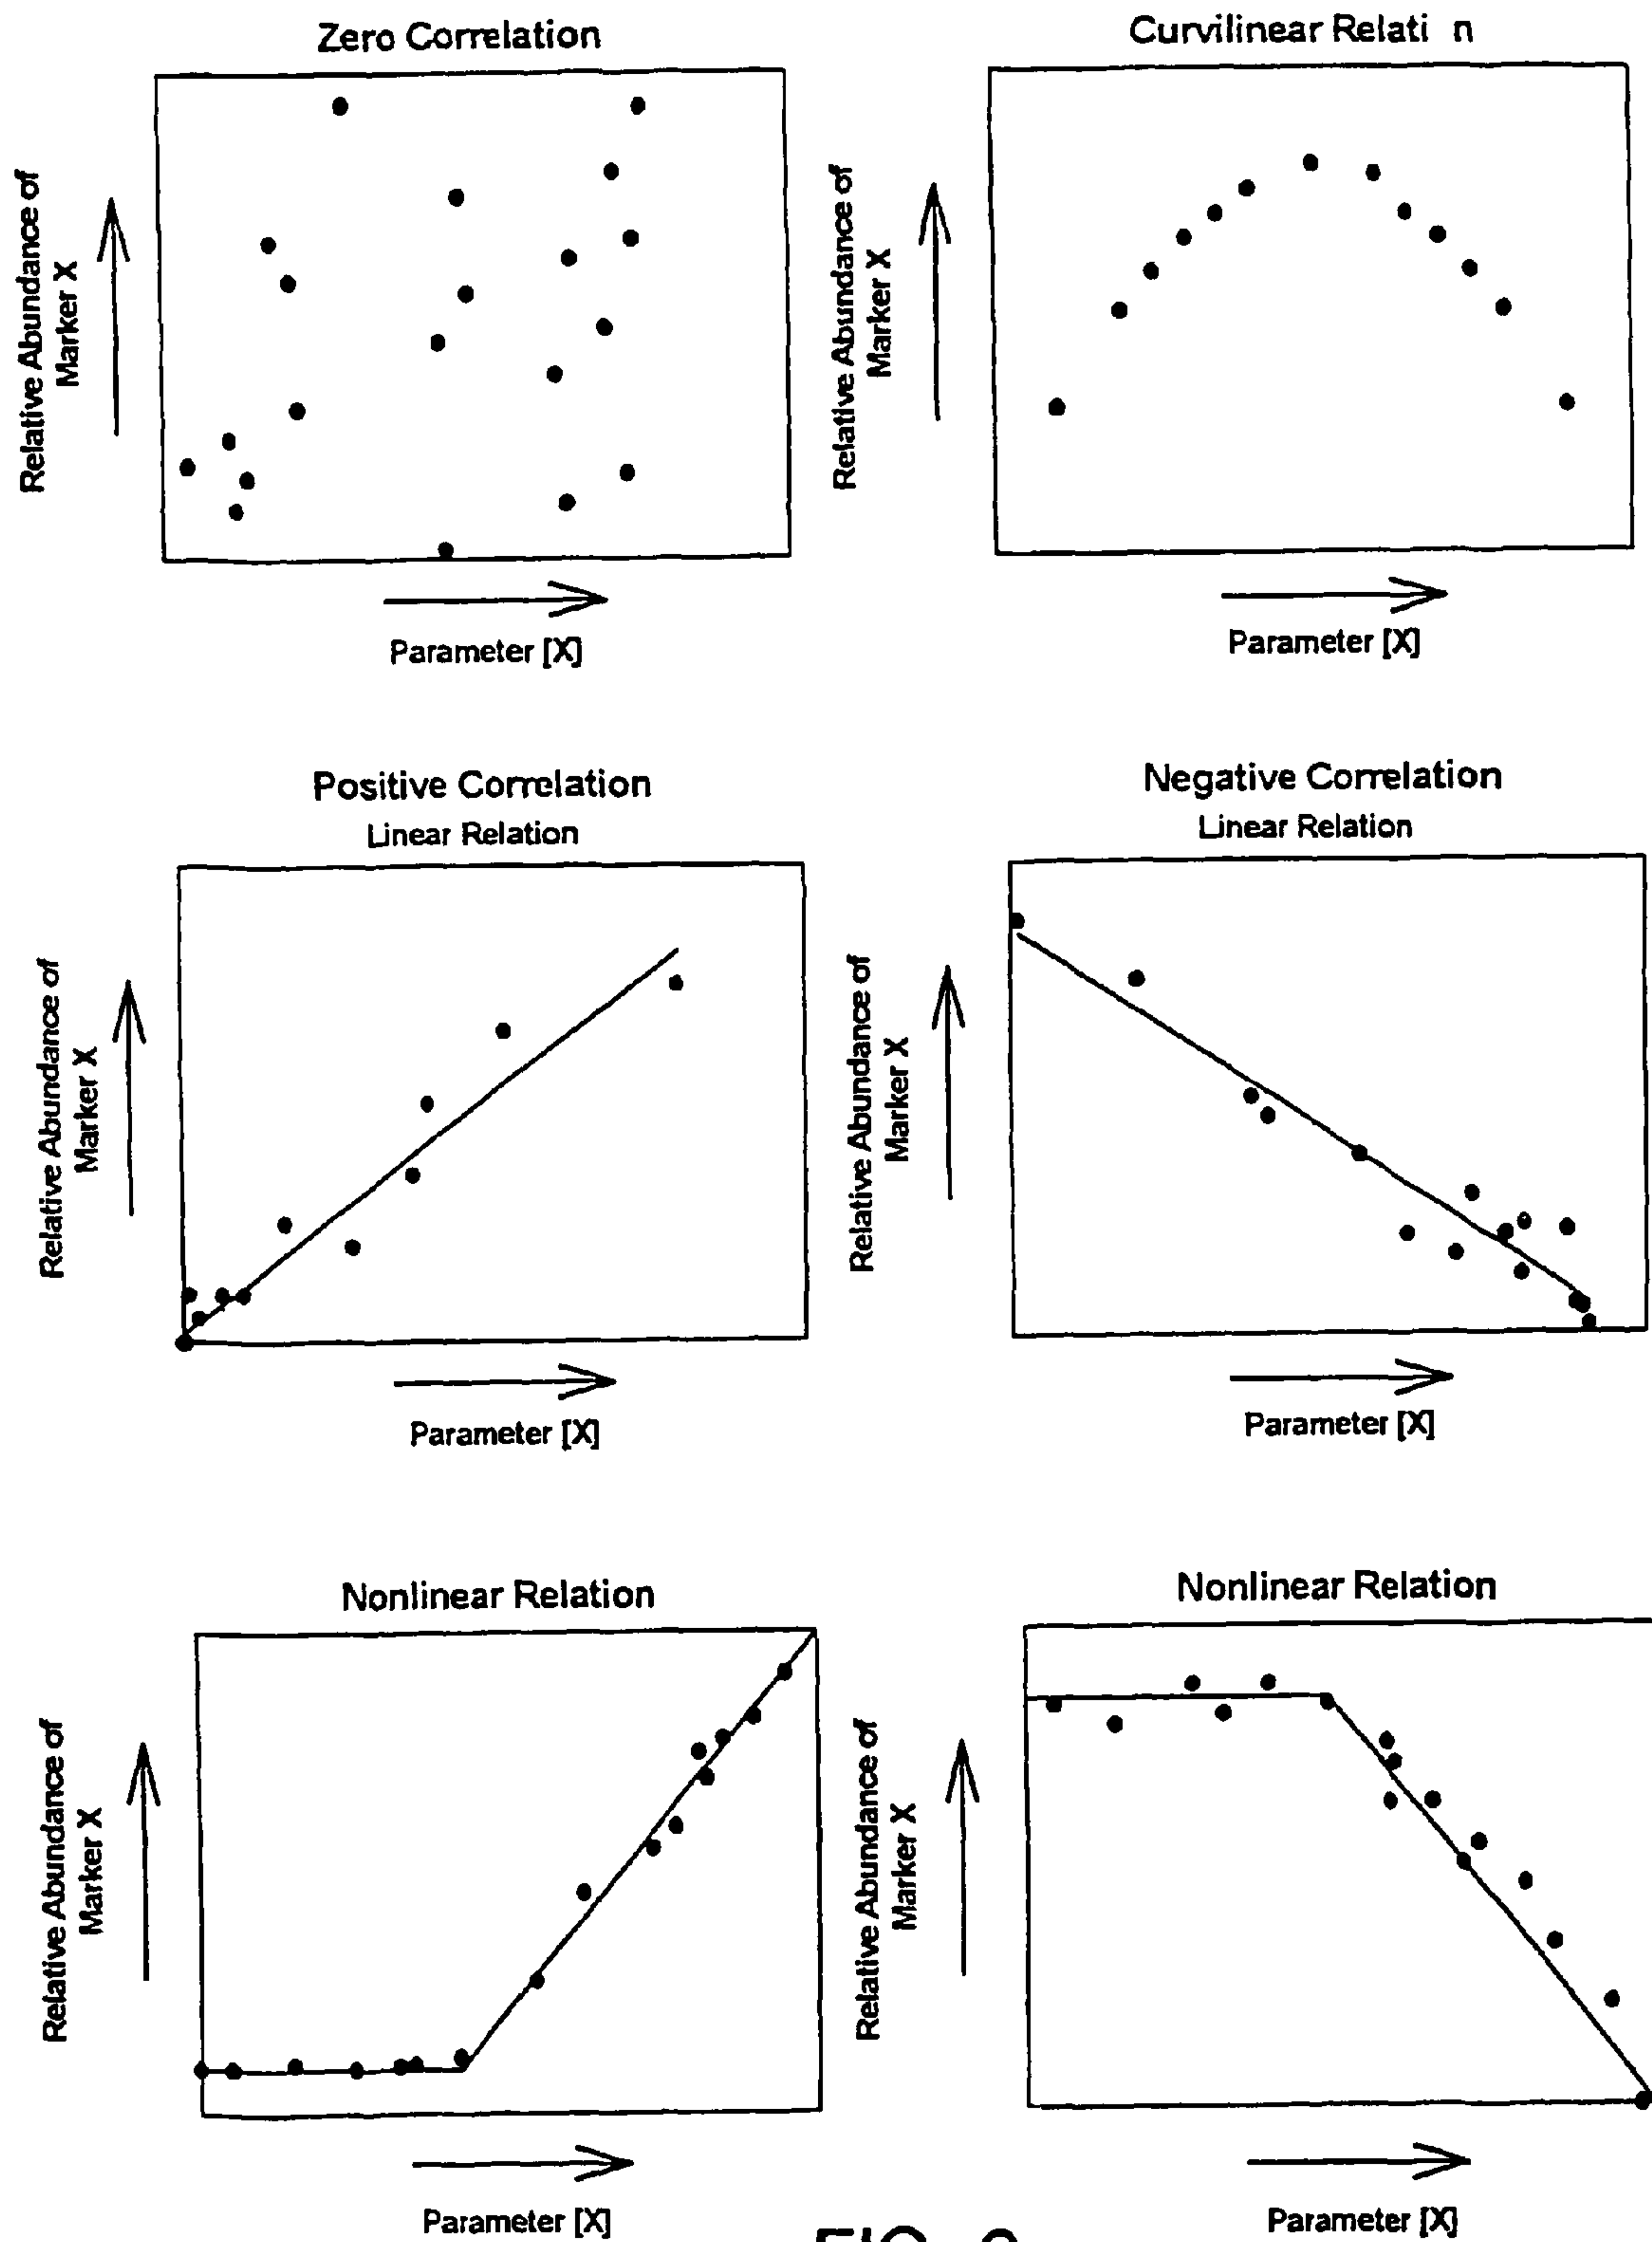 Zero Correlation
Relative Abundance of
Marker X
Parameter [X]
Curvilinear Relati n
Relative Abundance of
Marker X
Parameter [X]
Positive Correlation
Linear Relation
Relative Abundance of
Marker X
Parameter [X]
Negative Correlation
Linear Relation
Relative Abundance of
Marker X
Parameter [X]
Nonlinear Relation
Relative Abundance of
Marker X
Parameter [X]
Nonlinear Relation
Relative Abundance of
Marker X
Parameter [X]